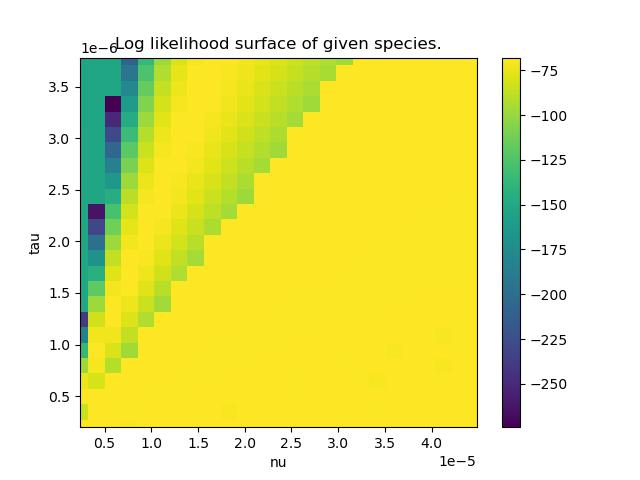 Log likelihood surface of given species.
1e−6
3.5
3.0
2.5
2.0
1.5
1.0
0.5
tau
0.5 1.0 1.5 2.0 2.5 3.0 3.5 4.0
1e−5
nu
−75
−100
−125
−150
−175
−200
−225
−250